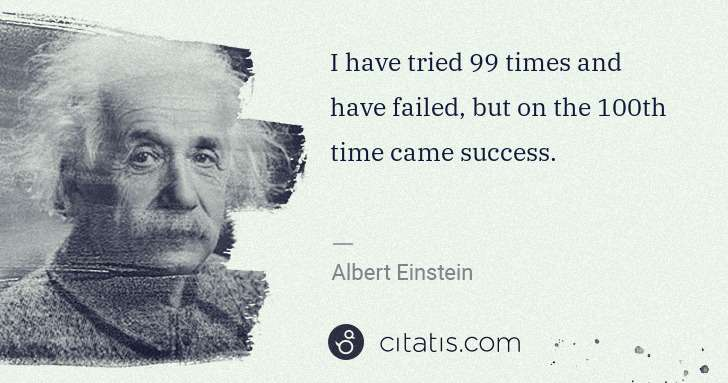 I have tried 99 times and
have failed, but on the 100th
time came success.
Albert Einstein
citatis.com